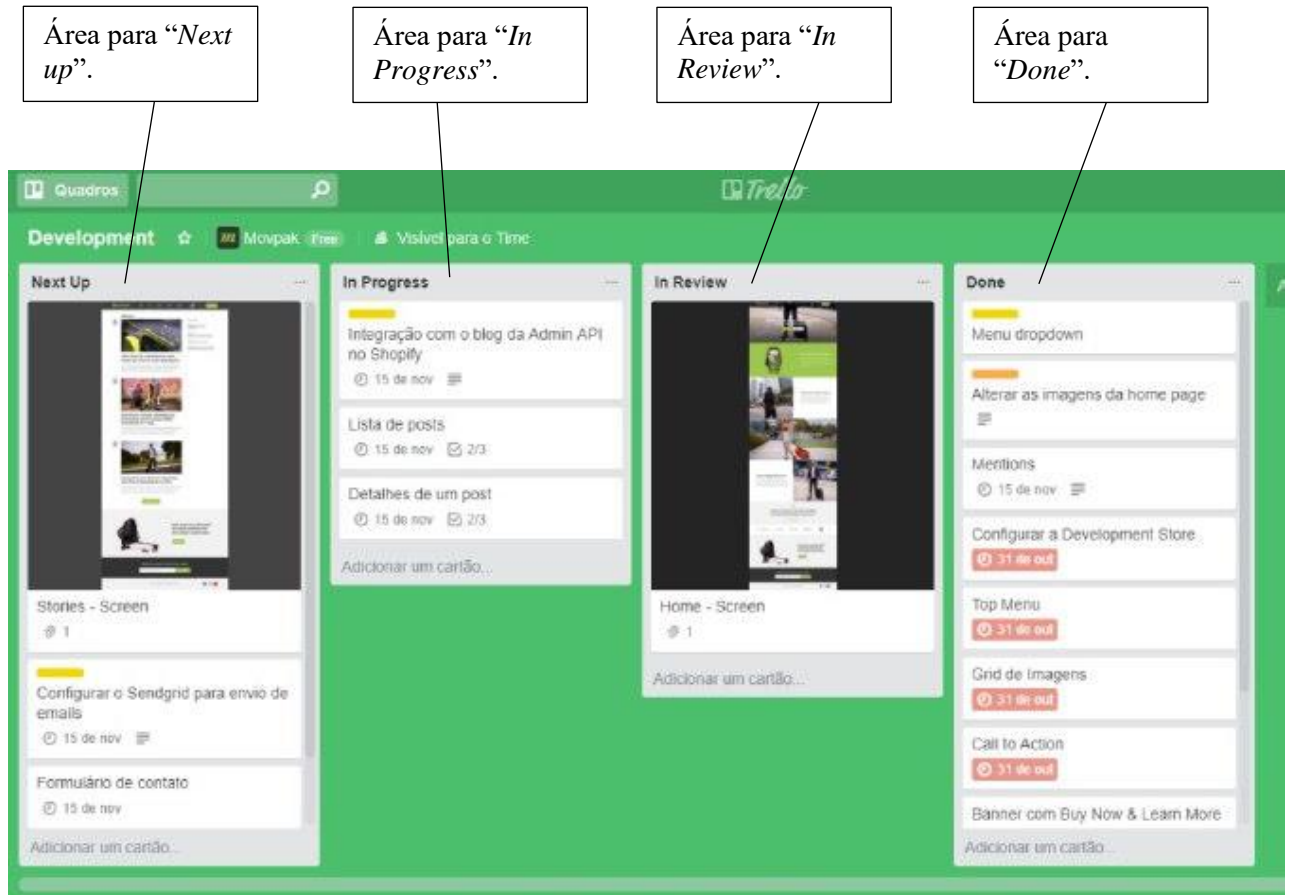 Área para “Next
up”.
Área para “In
Progress”.
Área para “In
Review”.
Área para
“Done”.
Quadros
Trello
Development
Movpak
Free
Visível para o Time
Next Up
Stories - Screen
1
Configurar o Sendgrid para envio de
emails
15 de nov
Formulário de contato
15 de nov
Adicionar um cartão...
In Progress
Integração com o blog da Admin API
no Shopify
15 de nov
Lista de posts
15 de nov 2/3
Detalhes de um post
15 de nov 2/3
Adicionar um cartão...
In Review
Home - Screen
1
Adicionar um cartão...
Done
Menu dropdown
Alterar as imagens da home page
Mentions
15 de nov
Configurar a Development Store
31 de out
Top Menu
31 de out
Grid de Imagens
31 de out
Call to Action
31 de out
Banner com Buy Now & Learn More
Adicionar um cartão...